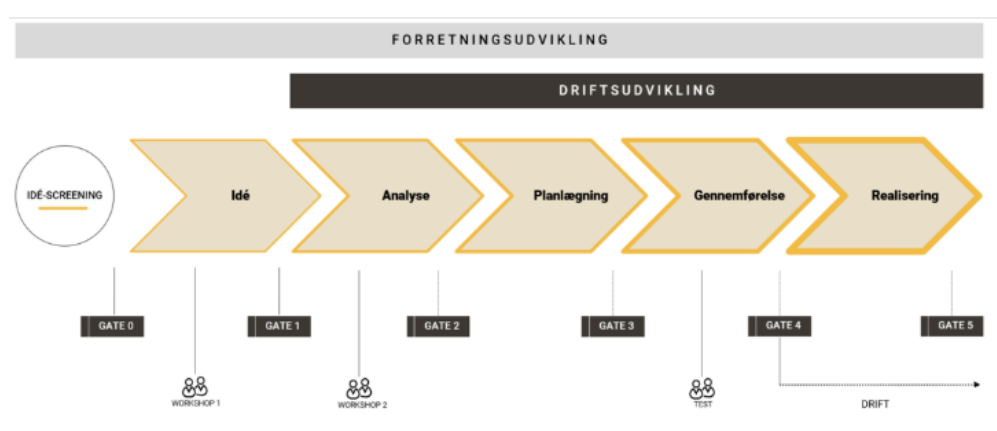 FORRETNINGSUDVIKLING
DRIFTSUDVIKLING
IDÉ-SCREENING
Idé
Analyse
Planlægning
Gennemførelse
Realisering
GATE 0
GATE 1
GATE 2
GATE 3
GATE 4
GATE 5
WORKSHOP 1
WORKSHOP 2
TEST
DRIFT